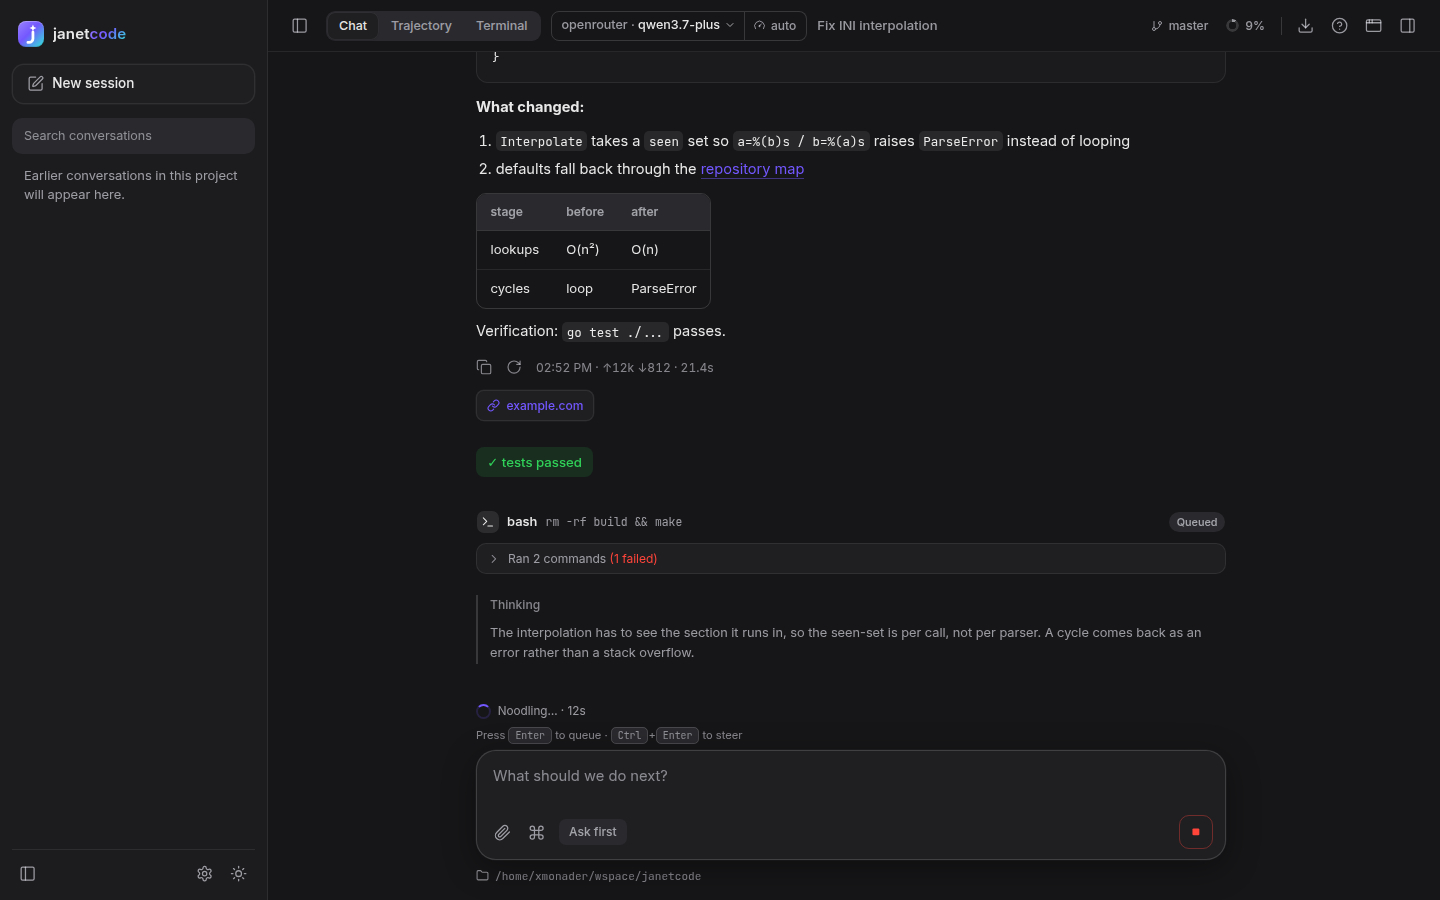 janetcode
New session
Search conversations
Earlier conversations in this project
will appear here.
Chat
Trajectory
Terminal
openrouter · qwen3.7-plus
auto
Fix INI interpolation
master
9%
}
What changed:
1. Interpolate takes a seen set so a=%(b)s / b=%(a)s raises ParseError instead of looping
2. defaults fall back through the repository map
stage before after
lookups O(n²) O(n)
cycles loop ParseError
Verification: go test ./... passes.
02:52 PM · ↑12k ↓812 · 21.4s
example.com
✓ tests passed
bash rm -rf build && make
Queued
Ran 2 commands (1 failed)
Thinking
The interpolation has to see the section it runs in, so the seen-set is per call, not per parser. A cycle comes back as an
error rather than a stack overflow.
Noodling... · 12s
Press Enter to queue · Ctrl+Enter to steer
What should we do next?
Ask first
/home/xmonader/wspace/janetcode